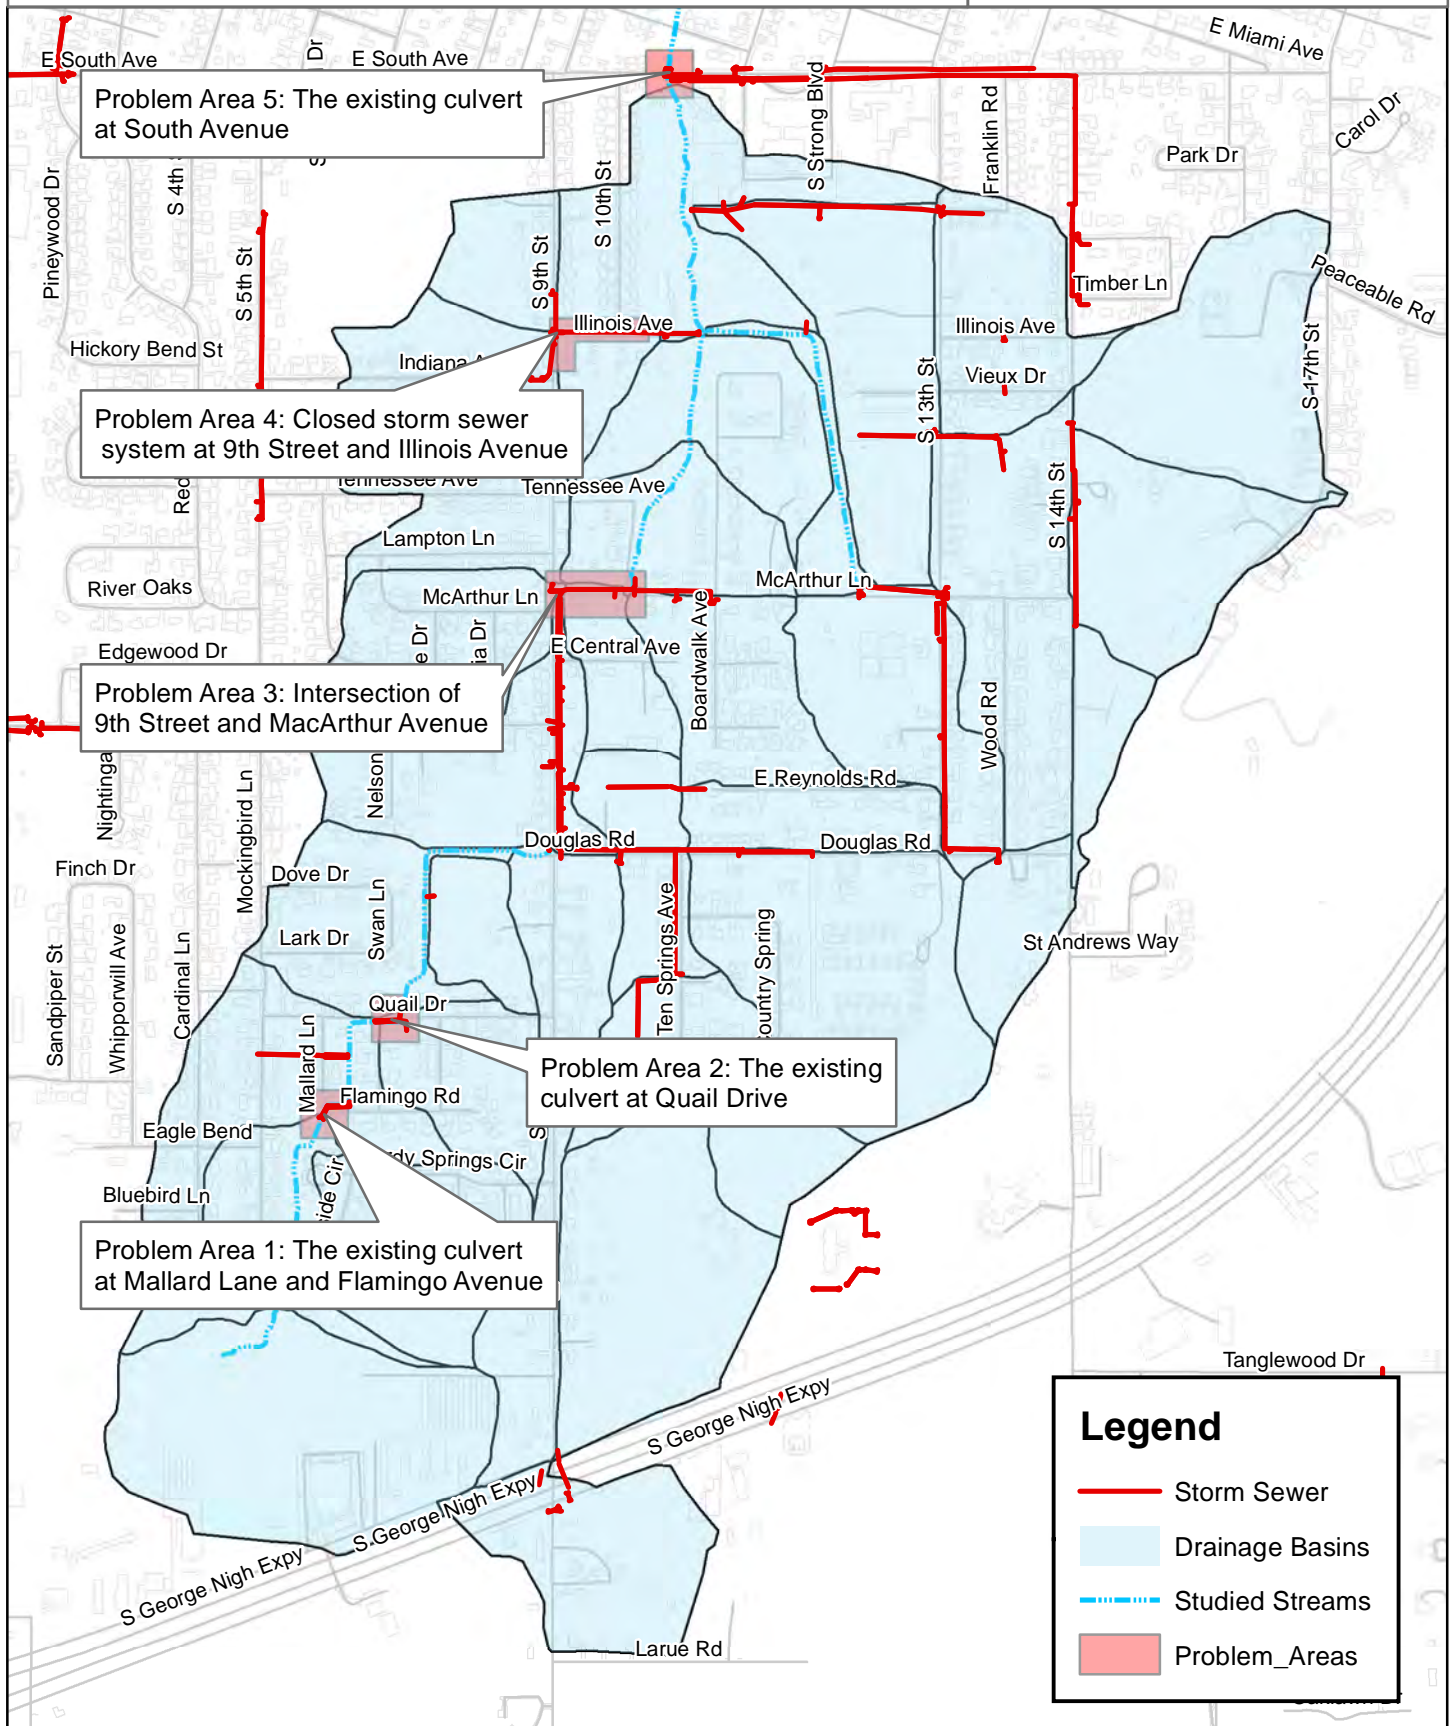 E South Ave
Dr
E South Ave
E Miami Ave
Problem Area 5: The existing culvert
at South Avenue
S Strong Blvd
Franklin Rd
Carol Dr
Park Dr
Pineywood Dr
S 4th
S 5th St
S 9th St
S 10th St
Timber Ln
Peaceable Rd
Hickory Bend St
Illinois Ave
Illinois Ave
Indiana
Vieux Dr
S 13th St
S 17th St
Problem Area 4: Closed storm sewer
system at 9th Street and Illinois Avenue
Tennessee Ave
Tennessee Ave
S 14th St
Lampton Ln
River Oaks
McArthur Ln
McArthur Ln
Edgewood Dr
E Central Ave
Boardwalk Ave
Problem Area 3: Intersection of
9th Street and MacArthur Avenue
Wood Rd
Nelson
Mockingbird Ln
E Reynolds Rd
Douglas Rd
Douglas Rd
Finch Dr
Dove Dr
Swan Ln
Lark Dr
Ten Springs Ave
Country Spring
St Andrews Way
Sandpiper St
Whipporwill Ave
Cardinal Ln
Quail Dr
Mallard Ln
Problem Area 2: The existing
culvert at Quail Drive
Flamingo Rd
Eagle Bend
S
Springs Cir
Bluebird Ln
side Cir
Problem Area 1: The existing culvert
at Mallard Lane and Flamingo Avenue
Tanglewood Dr
S George Nigh Expy
S George Nigh Expy
S George Nigh Expy
Larue Rd
Legend
Storm Sewer
Drainage Basins
Studied Streams
Problem_Areas